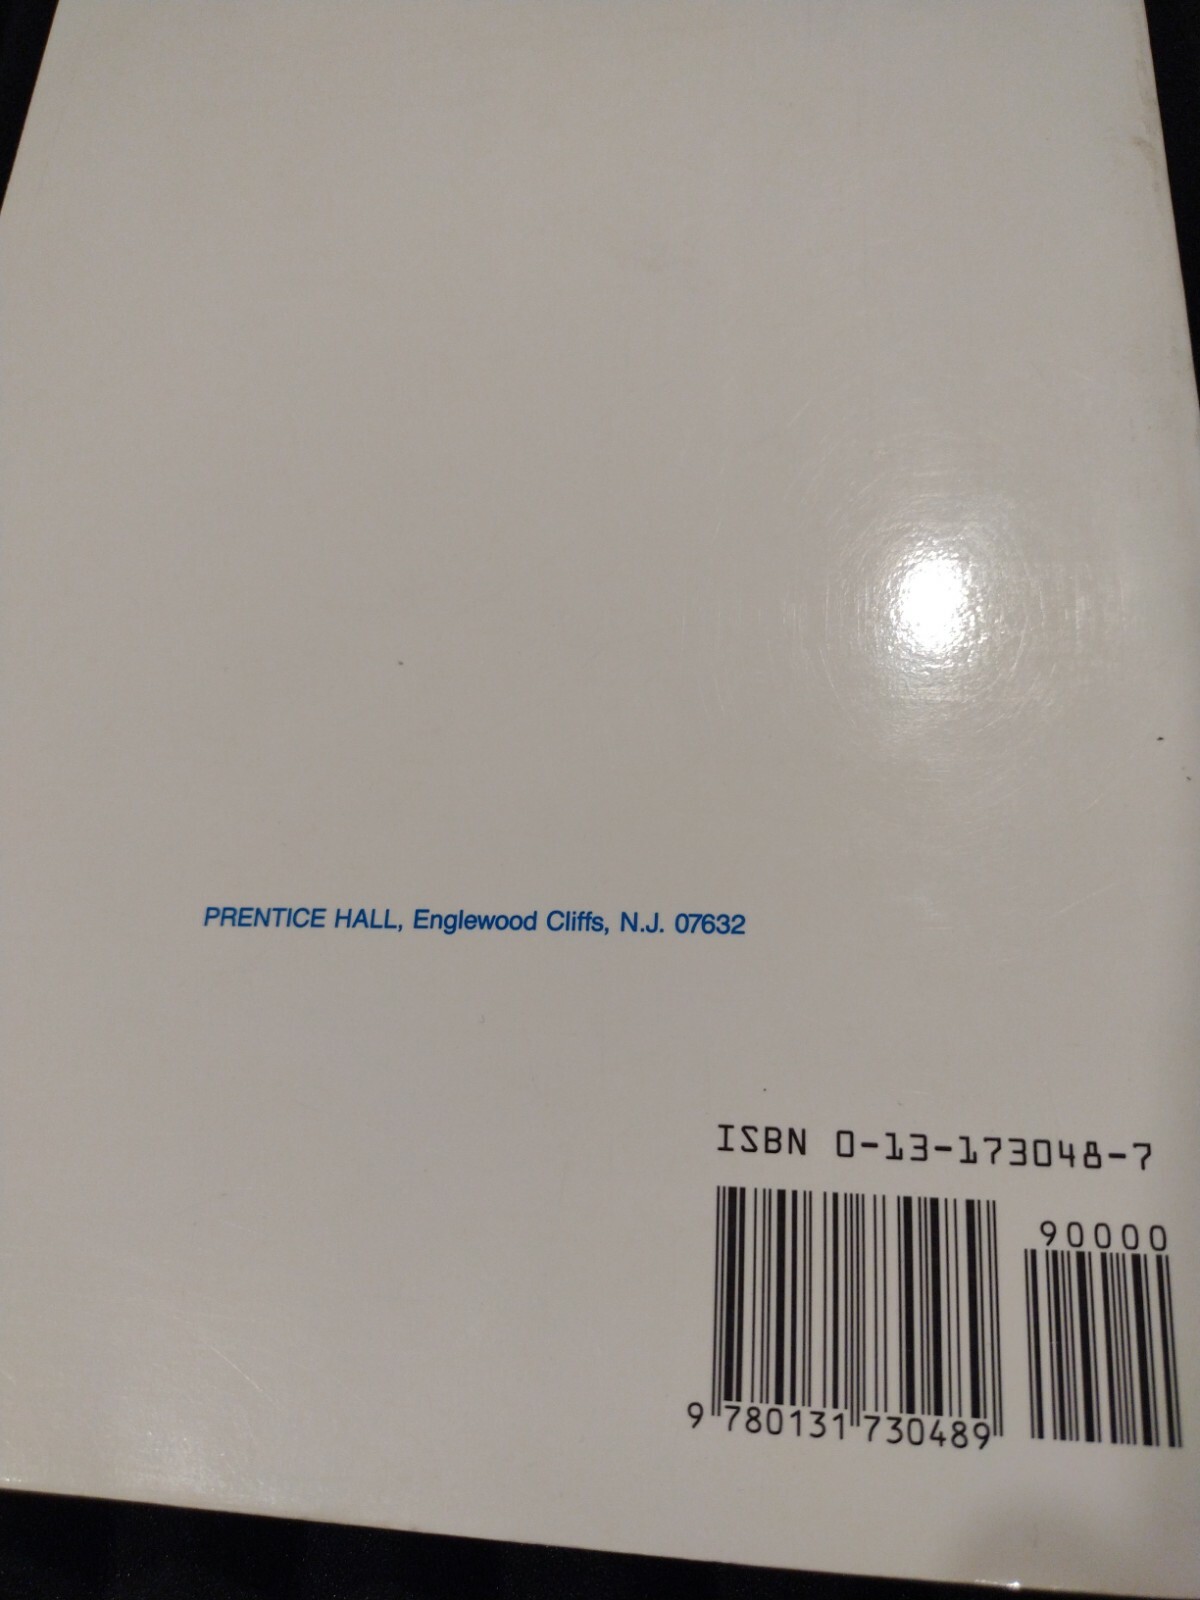 PRENTICE HALL, Englewood Cliffs, N.J. 07632
ISBN 0-13-173048-7
90000
9 780131 730489